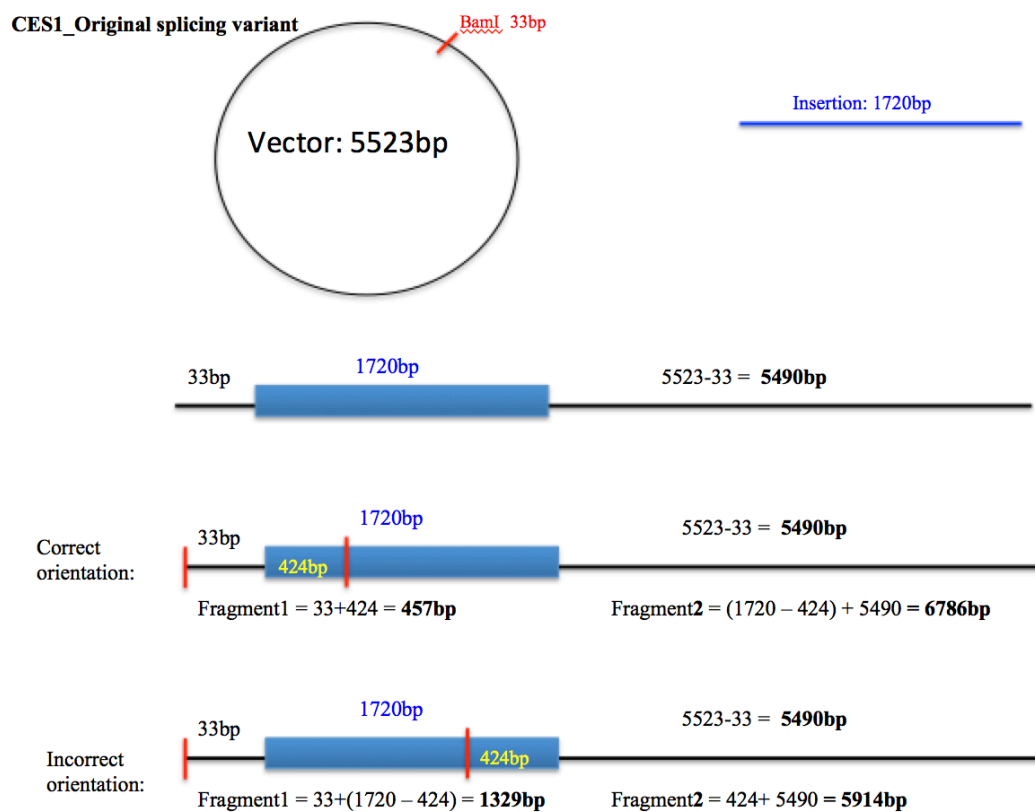 CES1_Original splicing variant
BamI 33bp
Vector: 5523bp
Insertion: 1720bp
33bp
1720bp
5523-33 = 5490bp
Correct orientation:
33bp
1720bp
5523-33 = 5490bp
424bp
Fragment1 = 33+424 = 457bp
Fragment2 = (1720 – 424) + 5490 = 6786bp
Incorrect orientation:
33bp
1720bp
5523-33 = 5490bp
424bp
Fragment1 = 33+(1720 – 424) = 1329bp
Fragment2 = 424+ 5490 = 5914bp